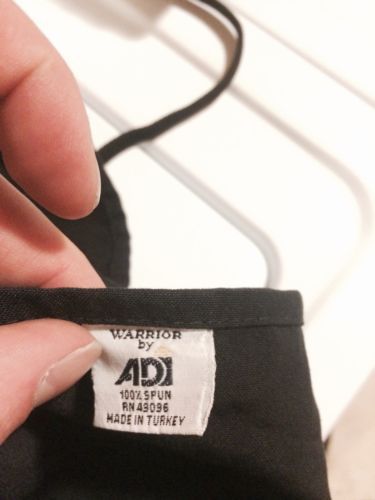 WARRIOR
by
ADI
100% SPUN
RN 49096
MADE IN TURKEY